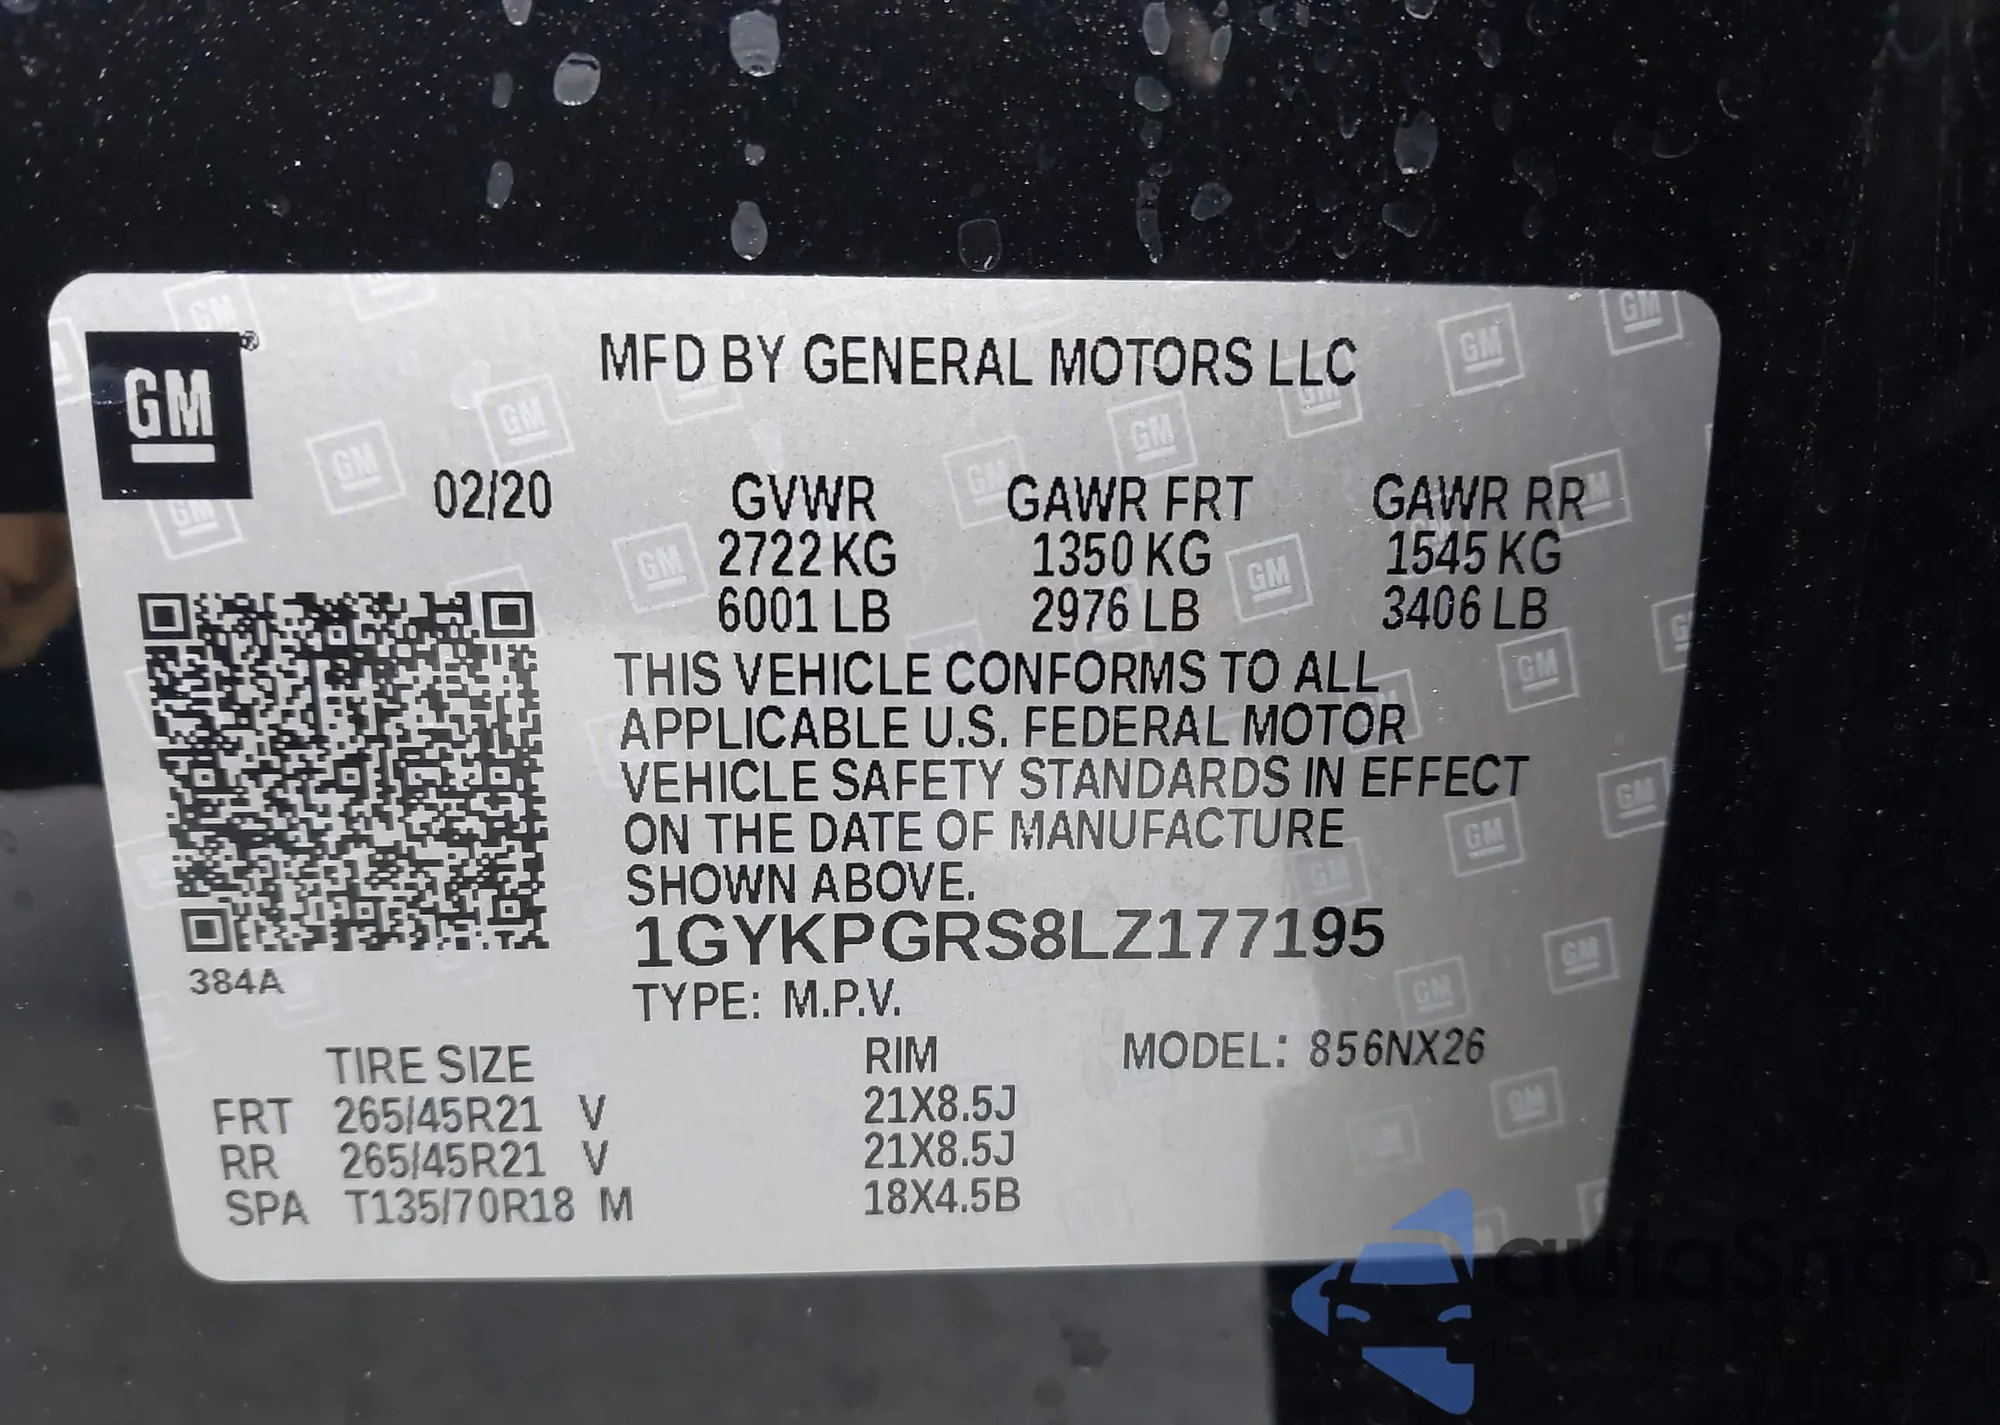 GM®
MFD BY GENERAL MOTORS LLC
02/20 GVWR GAWR FRT GAWR RR
2722 KG 1350 KG 1545 KG
6001 LB 2976 LB 3406 LB
THIS VEHICLE CONFORMS TO ALL
APPLICABLE U.S. FEDERAL MOTOR
VEHICLE SAFETY STANDARDS IN EFFECT
ON THE DATE OF MANUFACTURE
SHOWN ABOVE.
1GYKPGRS8LZ177195
384A
TYPE: M.P.V.
TIRE SIZE RIM MODEL: 856NX26
FRT 265/45R21 V 21X8.5J
RR 265/45R21 V 21X8.5J
SPA T135/70R18 M 18X4.5B
autoSnap